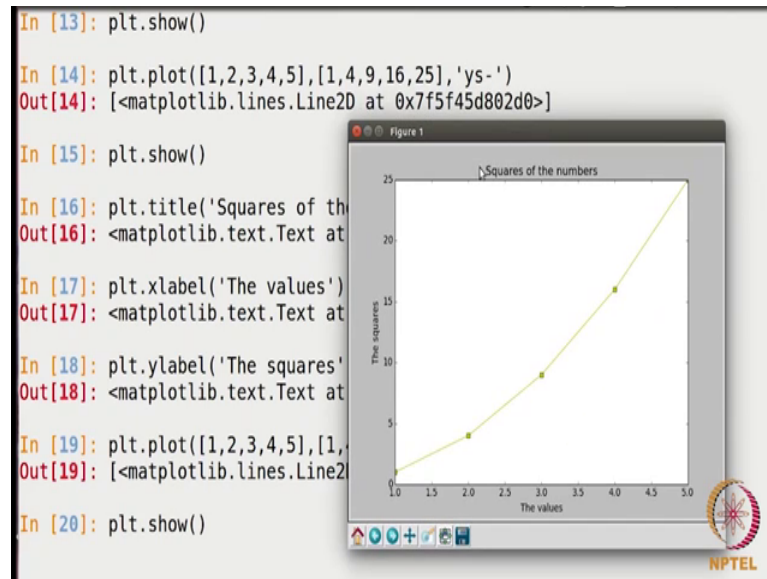 In [13]: plt.show()
In [14]: plt.plot([1,2,3,4,5],[1,4,9,16,25],'ys-')
Out[14]: [<matplotlib.lines.Line2D at 0x7f5f45d802d0>]
In [15]: plt.show()
In [16]: plt.title('Squares of the
Out[16]: <matplotlib.text.Text at
In [17]: plt.xlabel('The values')
Out[17]: <matplotlib.text.Text at
In [18]: plt.ylabel('The squares'
Out[18]: <matplotlib.text.Text at
In [19]: plt.plot([1,2,3,4,5],[1,4
Out[19]: [<matplotlib.lines.Line2D
In [20]: plt.show()
Figure 1
Squares of the numbers
25
20
15
10
5
0
The squares
1.0 1.5 2.0 2.5 3.0 3.5 4.0 4.5 5.0
The values
NPTEL